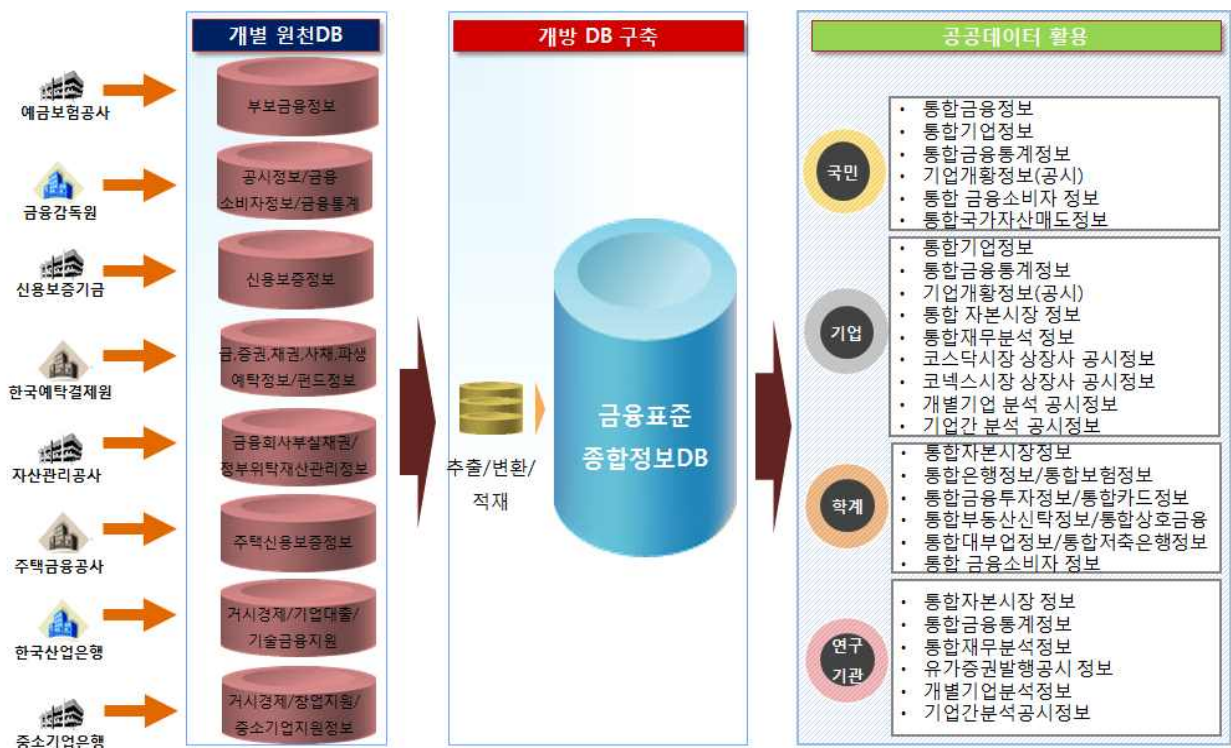 개별 원천DB
예금보험공사
부보금융정보
금융감독원
공시정보/금융
소비자정보/금융통계
신용보증기금
신용보증정보
한국예탁결제원
금,증권,채권,사채,파생
예탁정보/펀드정보
자산관리공사
금융회사부실채권/
정부위탁재산관리정보
주택금융공사
주택신용보증정보
한국산업은행
거시경제/기업대출/
기술금융지원
중소기업은행
거시경제/창업지원/
중소기업지원정보
개방 DB 구축
추출/변환/
적재
금융표준
종합정보DB
공공데이터 활용
국민
• 통합금융정보
• 통합기업정보
• 통합금융통계정보
• 기업개황정보(공시)
• 통합 금융소비자 정보
• 통합국가자산매도정보
기업
• 통합기업정보
• 통합금융통계정보
• 기업개황정보(공시)
• 통합 자본시장 정보
• 통합재무분석 정보
• 코스닥시장 상장사 공시정보
• 코넥스시장 상장사 공시정보
• 개별기업 분석 공시정보
• 기업간 분석 공시정보
학계
• 통합자본시장정보
• 통합은행정보/통합보험정보
• 통합금융투자정보/통합카드정보
• 통합부동산신탁정보/통합상호금융
• 통합대부업정보/통합저축은행정보
• 통합 금융소비자 정보
연구
기관
• 통합자본시장 정보
• 통합금융통계정보
• 통합재무분석정보
• 유가증권발행공시 정보
• 개별기업분석정보
• 기업간분석공시정보